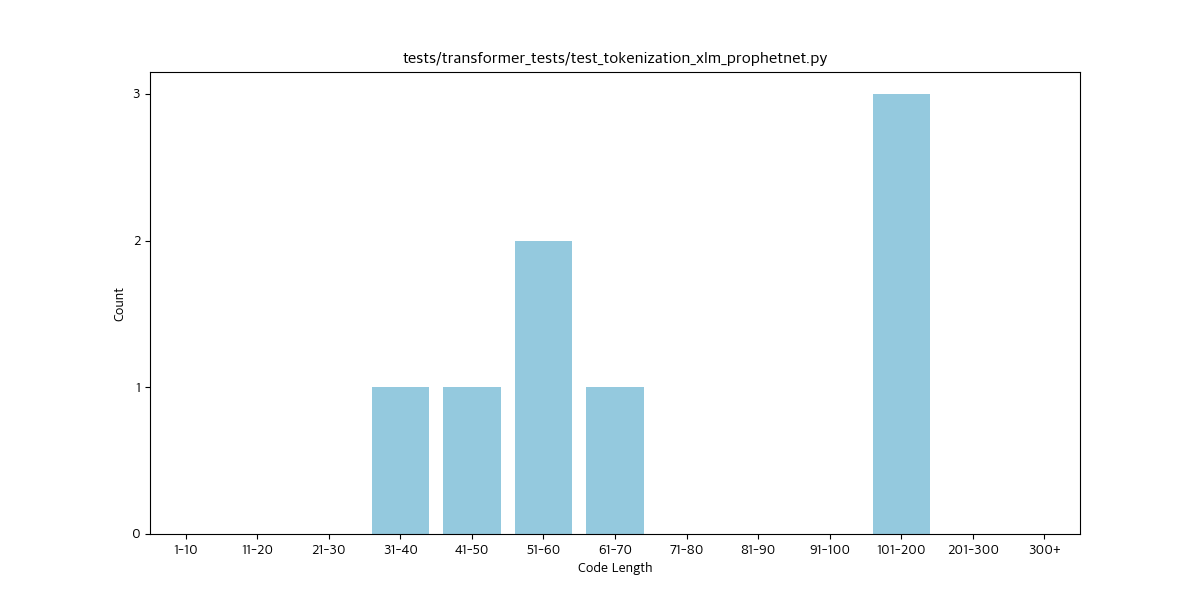 tests/transformer_tests/test_tokenization_xlm_prophetnet.py
3
2
1
0
Count
1-10 11-20 21-30 31-40 41-50 51-60 61-70 71-80 81-90 91-100 101-200 201-300 300+
Code Length